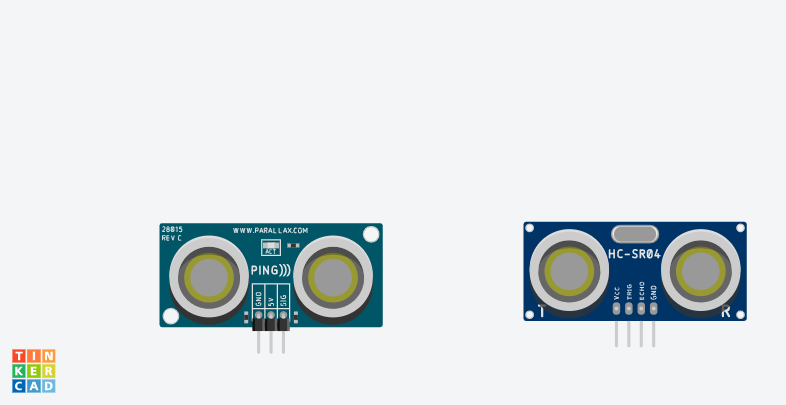 28015
REV C
WWW.PARALLAX.COM
ACT
PING)))
GND
5V
SIG
HC-SR04
VCC
TRIG
ECHO
GND
T
R
TIN
KER
CAD